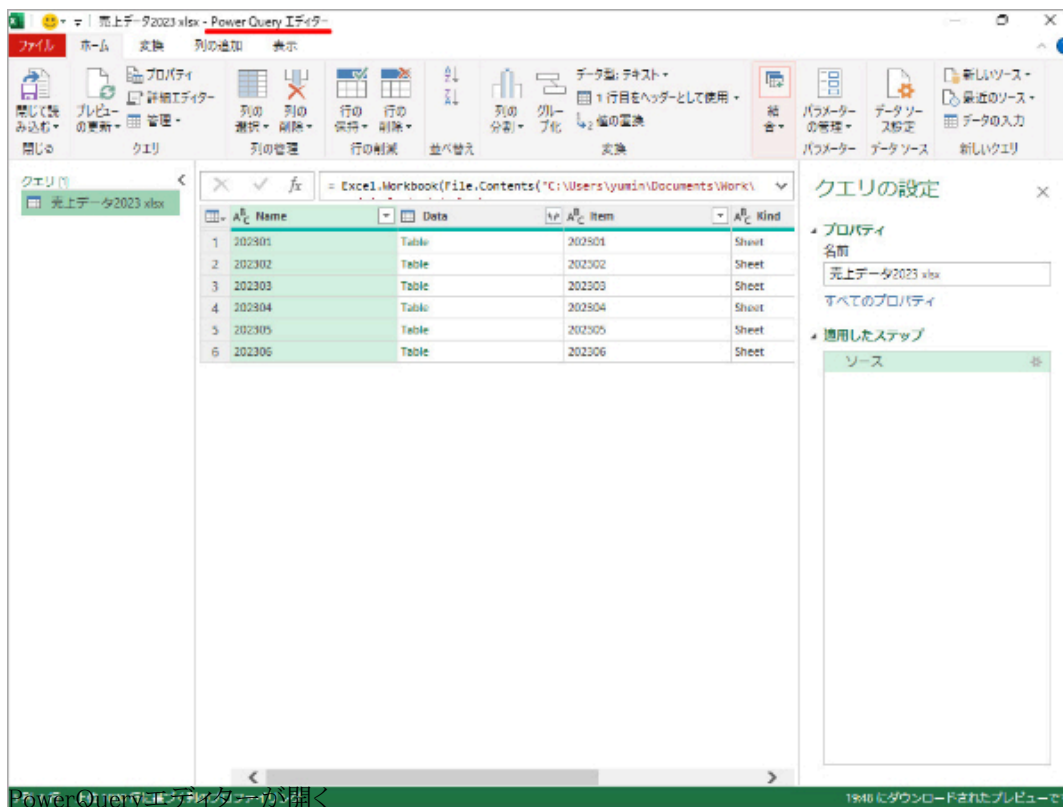 売上データ2023 xlsx - Power Query エディター
ファイル ホーム 変換 列の追加 表示
閉じて読み込む
プレビューの更新
プロパティ
詳細エディター
管理
列の選択
列の削除
行の保持
行の削除
列の分割
グループ化
データ型: テキスト
1 行目をヘッダーとして使用
値の置換
結合
パラメーターの管理
データ ソース設定
新しいソース
最近のソース
データの入力
閉じる クエリ 列の管理 行の削減 並べ替え 変換 パラメーター データ ソース 新しいクエリ
クエリ [1]
売上データ2023 xlsx
fx = Excel.Workbook(File.Contents("C:\Users\yumin\Documents\Work\
Name Data Item Kind
1 202301 Table 202301 Sheet
2 202302 Table 202302 Sheet
3 202303 Table 202303 Sheet
4 202304 Table 202304 Sheet
5 202305 Table 202305 Sheet
6 202306 Table 202306 Sheet
クエリの設定
プロパティ
名前
売上データ2023 xlsx
すべてのプロパティ
適用したステップ
ソース
PowerQueryエディターが開く
19:48 にダウンロードされたプレビューで